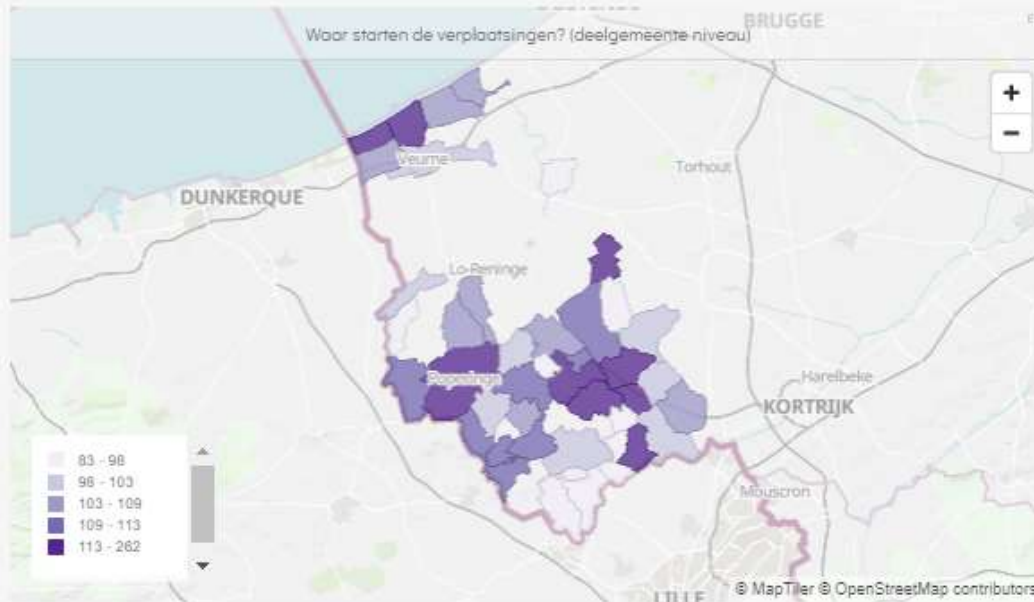 BRUGGE
Waar starten de verplaatsingen? (deelgemeente niveau)
+
−
Torhout
Veurne
DUNKERQUE
Lo-Reninge
Poperinge
Harelbeke
KORTRIJK
Mouscron
83 - 98
98 - 103
103 - 109
109 - 113
113 - 262
© MapTiler © OpenStreetMap contributors
LILLE